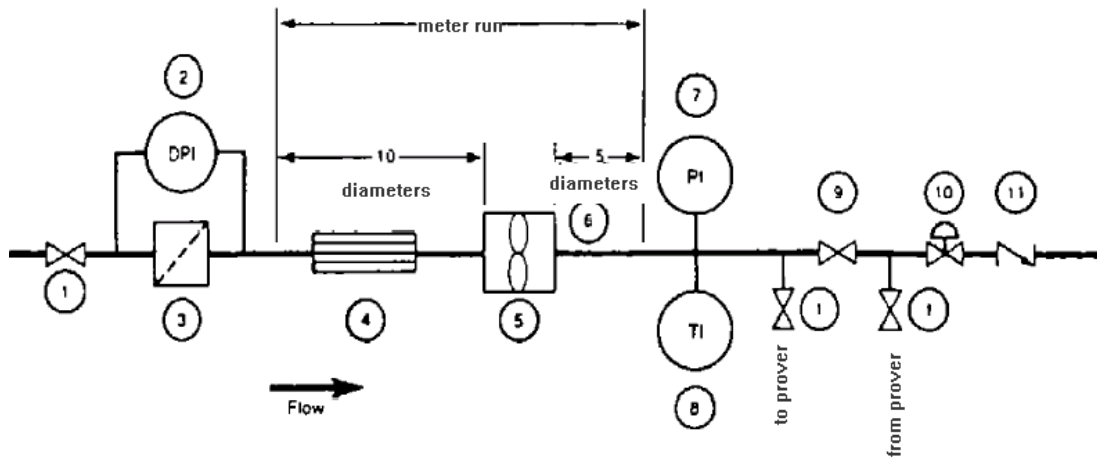 meter run
2
7
DPI
10
5
diameters
diameters
PI
9
10
11
6
1
3
4
5
TI
1
1
8
Flow
to prover
from prover